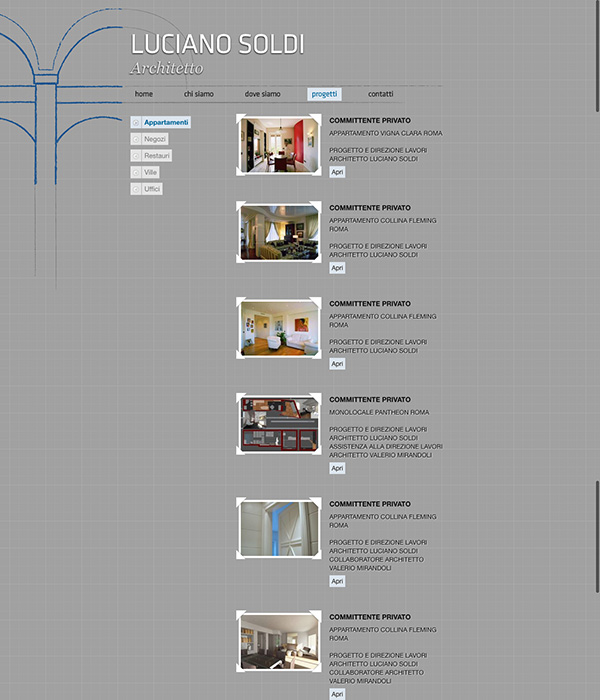 LUCIANO SOLDI
Architetto
home chi siamo dove siamo progetti contatti
Appartamenti
Negozi
Restauri
Ville
Uffici
COMMITTENTE PRIVATO
APPARTAMENTO VIGNA CLARA ROMA
PROGETTO E DIREZIONE LAVORI
ARCHITETTO LUCIANO SOLDI
Apri
COMMITTENTE PRIVATO
APPARTAMENTO COLLINA FLEMING
ROMA
PROGETTO E DIREZIONE LAVORI
ARCHITETTO LUCIANO SOLDI
Apri
COMMITTENTE PRIVATO
APPARTAMENTO COLLINA FLEMING
ROMA
PROGETTO E DIREZIONE LAVORI
ARCHITETTO LUCIANO SOLDI
Apri
COMMITTENTE PRIVATO
MONOLOCALE PANTHEON ROMA
PROGETTO E DIREZIONE LAVORI
ARCHITETTO LUCIANO SOLDI
ASSISTENZA ALLA DIREZIONE LAVORI
ARCHITETTO VALERIO MIRANDOLI
Apri
COMMITTENTE PRIVATO
APPARTAMENTO COLLINA FLEMING
ROMA
PROGETTO E DIREZIONE LAVORI
ARCHITETTO LUCIANO SOLDI
COLLABORATORE ARCHITETTO
VALERIO MIRANDOLI
Apri
COMMITTENTE PRIVATO
APPARTAMENTO COLLINA FLEMING
ROMA
PROGETTO E DIREZIONE LAVORI
ARCHITETTO LUCIANO SOLDI
COLLABORATORE ARCHITETTO
VALERIO MIRANDOLI
Apri